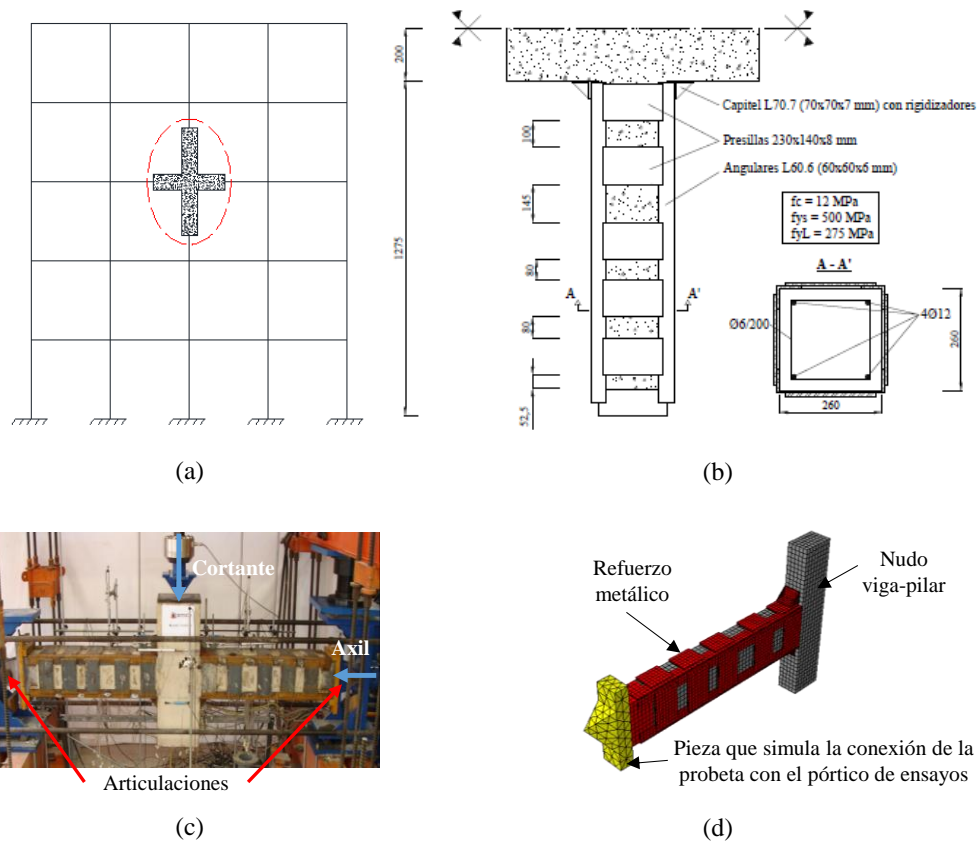 200
1275
100
145
80
80
52,5
Capitel L70.7 (70x70x7 mm) con rigidizadores
Presillas 230x140x8 mm
Angulares L60.6 (60x60x6 mm)
fc = 12 MPa
fys = 500 MPa
fyL = 275 MPa
A - A'
A
A'
Ø6/200
4Ø12
260
260
(a)
(b)
Cortante
Axil
Articulaciones
(c)
Refuerzo
metálico
Nudo
viga-pilar
Pieza que simula la conexión de la
probeta con el pórtico de ensayos
(d)